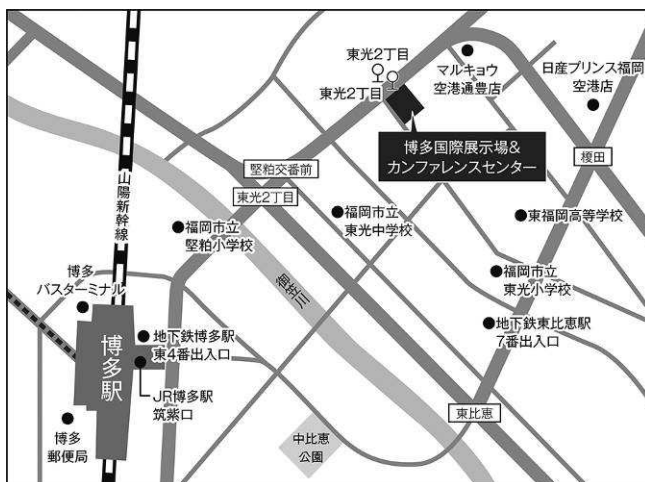 東光2丁目
東光2丁目
マルキョウ
空港通豊店
日産プリンス福岡
空港店
博多国際展示場&
カンファレンスセンター
榎田
堅粕交番前
東光2丁目
山陽新幹線
福岡市立
堅粕小学校
福岡市立
東光中学校
東福岡高等学校
博多
バスターミナル
御笠川
福岡市立
東光小学校
地下鉄博多駅
東4番出入口
地下鉄東比恵駅
7番出入口
博多駅
JR博多駅
筑紫口
東比恵
博多
郵便局
中比恵
公園